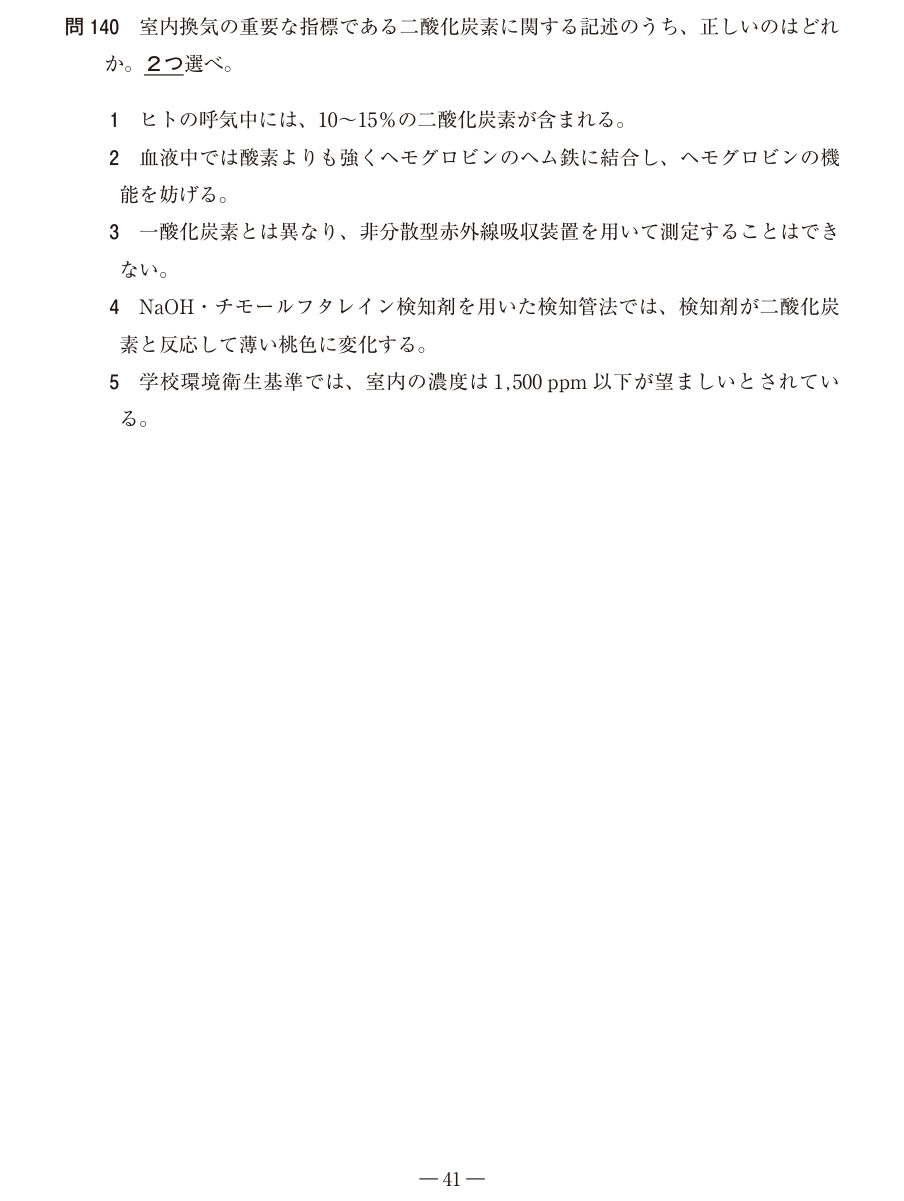 問 140　室内換気の重要な指標である二酸化炭素に関する記述のうち、正しいのはどれ
か。２つ選べ。
1　ヒトの呼気中には、10〜15％の二酸化炭素が含まれる。
2　血液中では酸素よりも強くヘモグロビンのヘム鉄に結合し、ヘモグロビンの機
能を妨げる。
3　一酸化炭素とは異なり、非分散型赤外線吸収装置を用いて測定することはでき
ない。
4　NaOH・チモールフタレイン検知剤を用いた検知管法では、検知剤が二酸化炭
素と反応して薄い桃色に変化する。
5　学校環境衛生基準では、室内の濃度は 1,500 ppm 以下が望ましいとされてい
る。
— 41 —